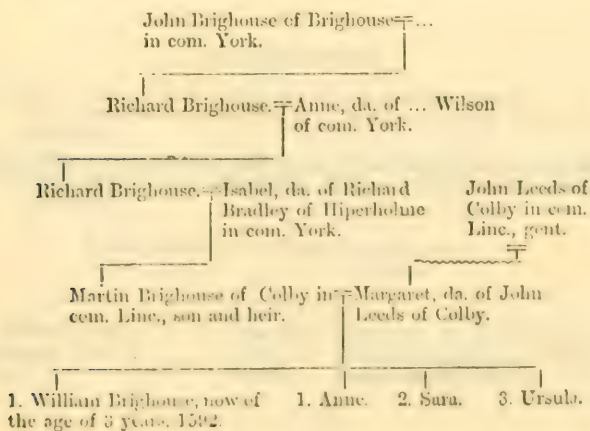 John Brighouse of Brighouse ...
in com. York.
Richard Brighouse. Anne, da. of ... Wilson
of com. York.
Richard Brighouse. Isabel, da. of Richard
Bradley of Hiperholme
in com. York.
John Leeds of
Colby in com.
Linc., gent.
Martin Brighouse of Colby in
com. Linc., son and heir.
Margaret, da. of John
Leeds of Colby.
1. William Brighouse, now of
the age of years. 1592.
1. Anne. 2. Sara. 3. Ursula.